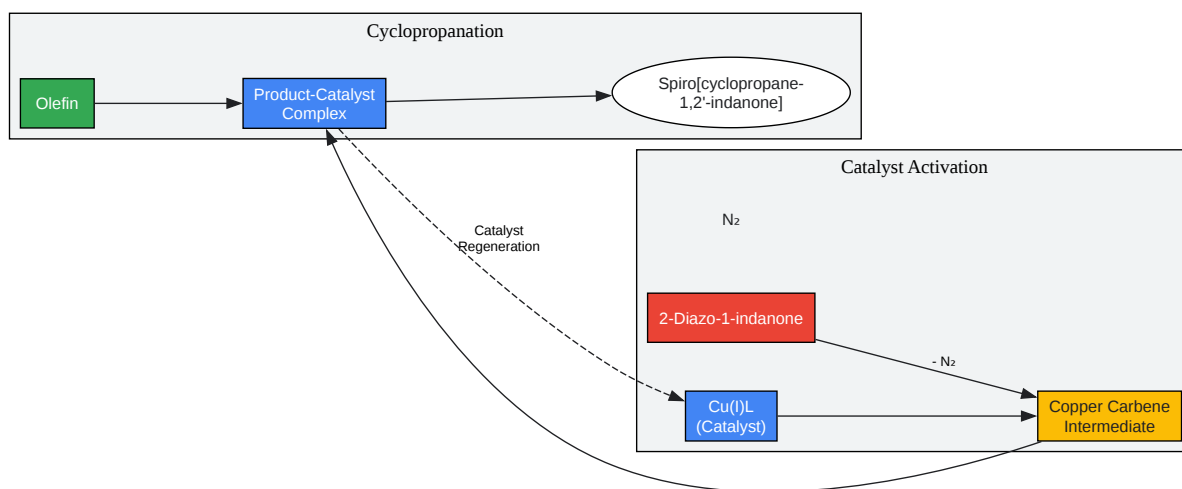 Cyclopropanation
Olefin
Product-Catalyst
Complex
Spiro[cyclopropane-
1,2'-indanone]
Catalyst Activation
N₂
Catalyst
Regeneration
2-Diazo-1-indanone
- N₂
Cu(I)L
(Catalyst)
Copper Carbene
Intermediate